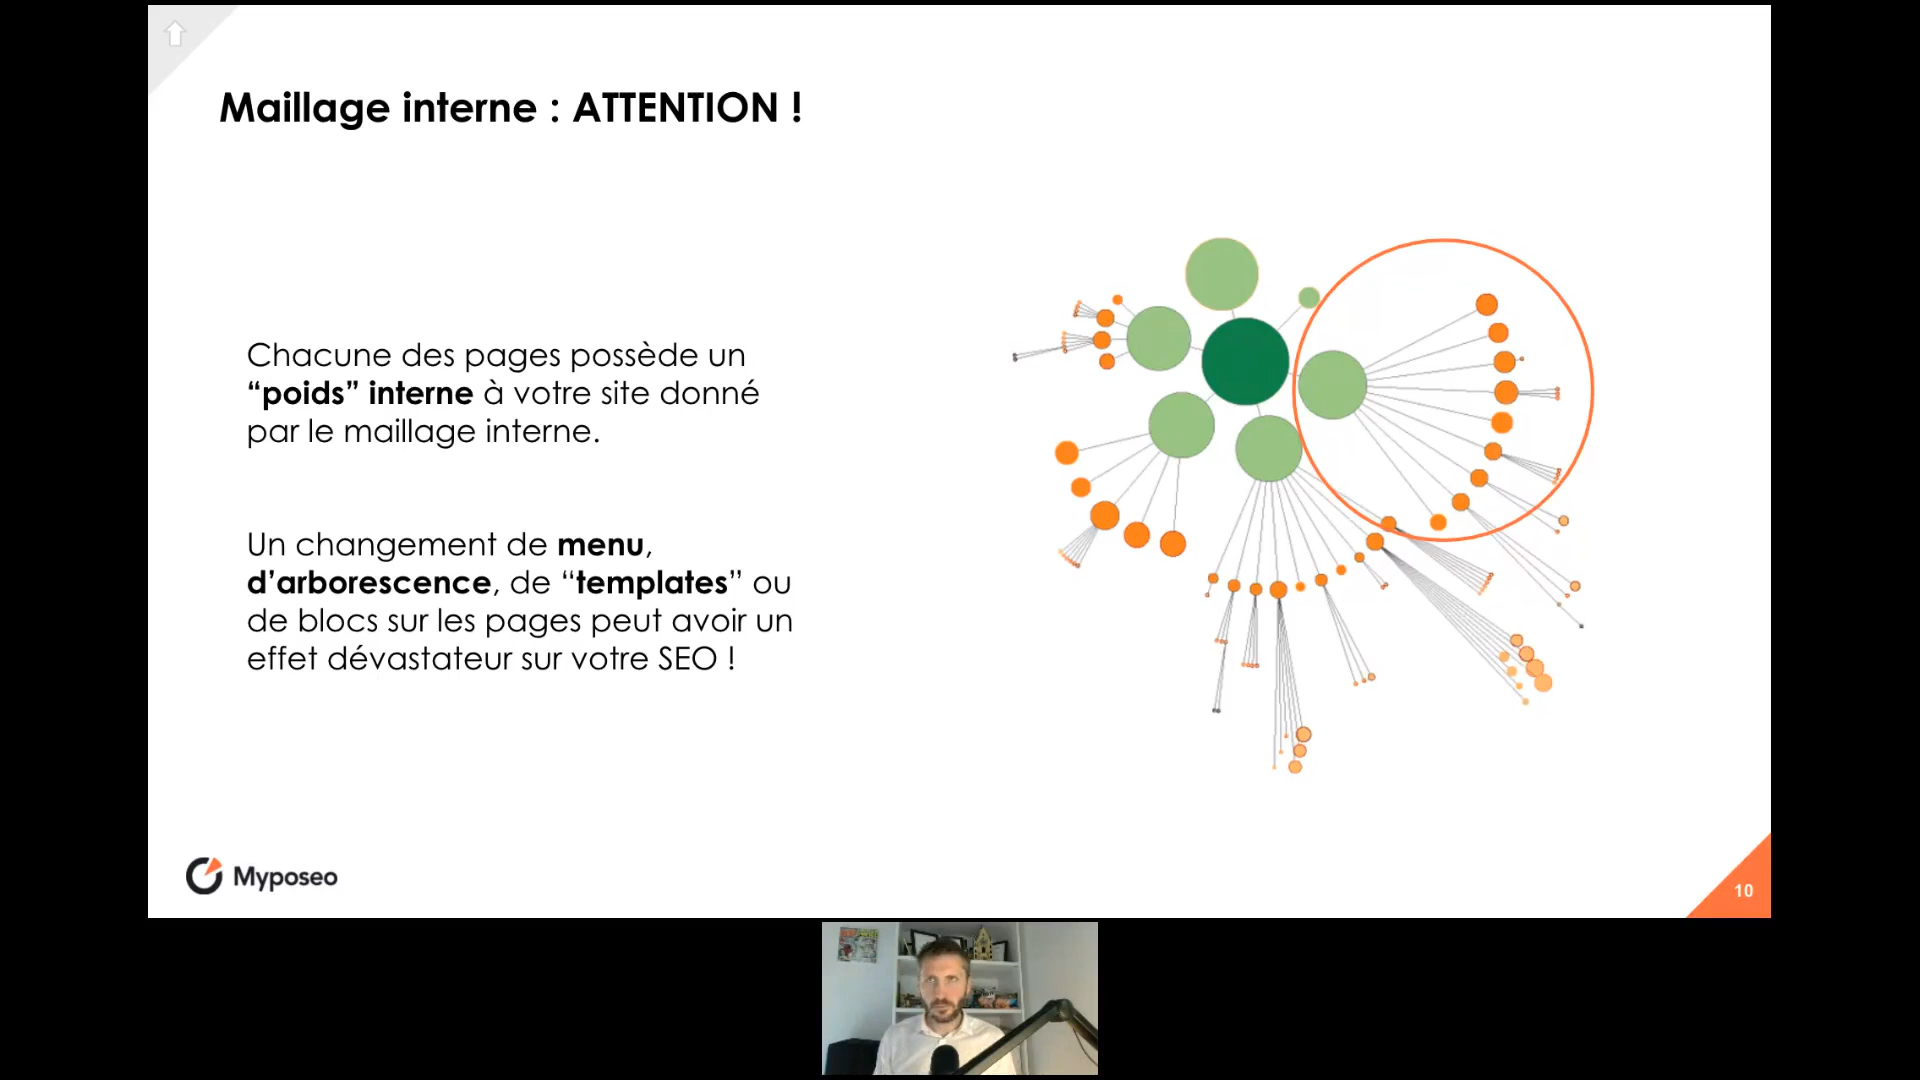 Maillage interne : ATTENTION !
Chacune des pages possède un
“poids” interne à votre site donné
par le maillage interne.
Un changement de menu,
d’arborescence, de “templates” ou
de blocs sur les pages peut avoir un
effet dévastateur sur votre SEO !
Myposeo
10